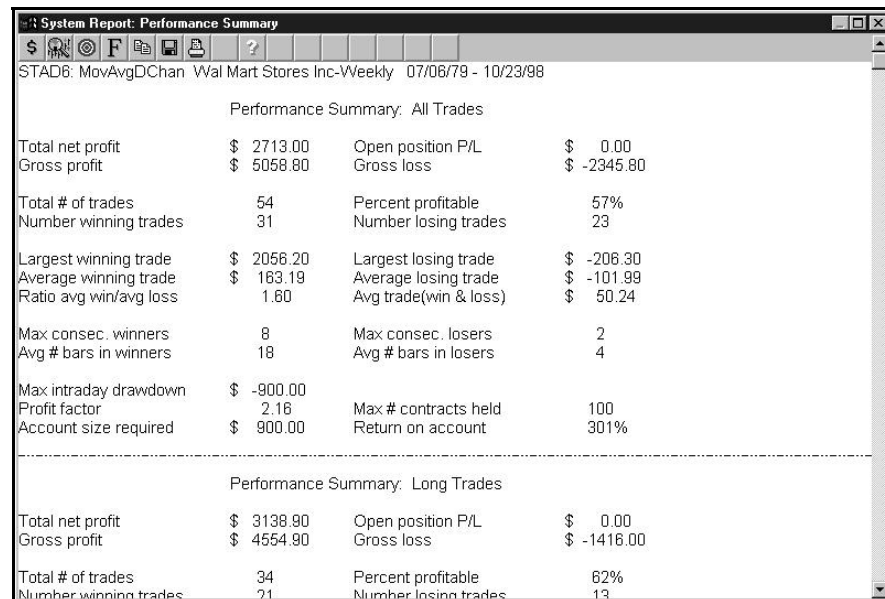 System Report: Performance Summary
$ F ?
STAD6: MovAvgDChan Wal Mart Stores Inc-Weekly 07/06/79 - 10/23/98
Performance Summary: All Trades
Total net profit $ 2713.00 Open position P/L $ 0.00
Gross profit $ 5058.80 Gross loss $ -2345.80
Total # of trades 54 Percent profitable 57%
Number winning trades 31 Number losing trades 23
Largest winning trade $ 2056.20 Largest losing trade $ -206.30
Average winning trade $ 163.19 Average losing trade $ -101.99
Ratio avg win/avg loss 1.60 Avg trade(win & loss) $ 50.24
Max consec. winners 8 Max consec. losers 2
Avg # bars in winners 18 Avg # bars in losers 4
Max intraday drawdown $ -900.00
Profit factor 2.16 Max # contracts held 100
Account size required $ 900.00 Return on account 301%
Performance Summary: Long Trades
Total net profit $ 3138.90 Open position P/L $ 0.00
Gross profit $ 4554.90 Gross loss $ -1416.00
Total # of trades 34 Percent profitable 62%
Number winning trades 21 Number losing trades 13